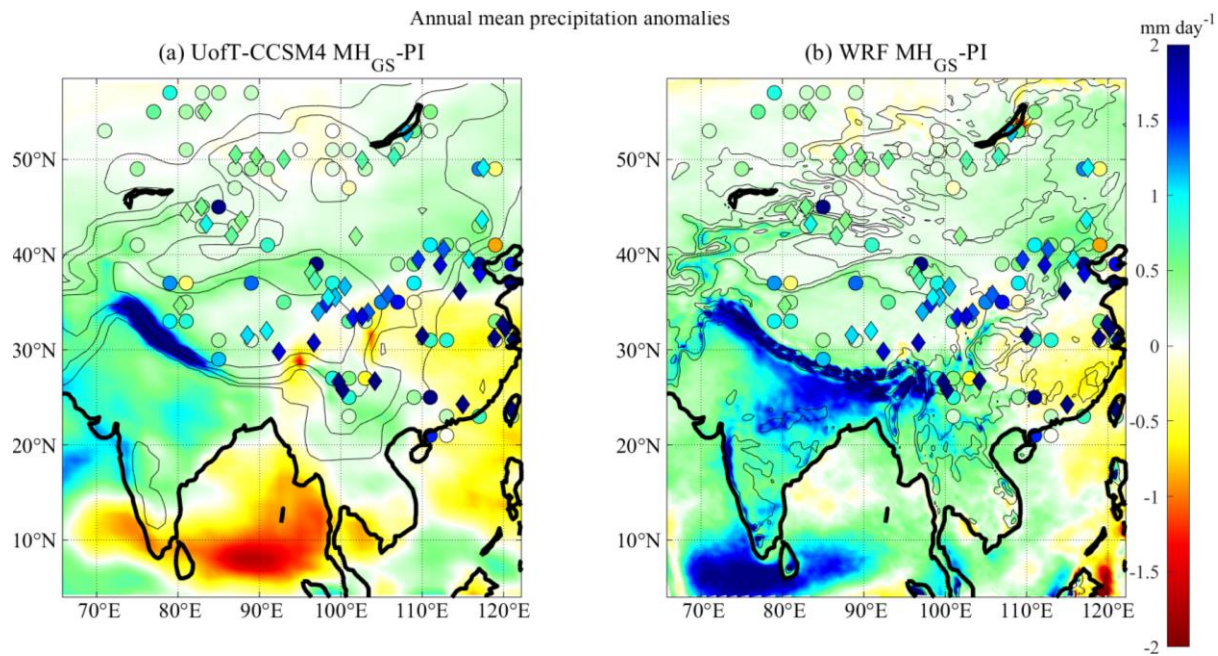 Annual mean precipitation anomalies
mm day⁻¹
(a) UofT-CCSM4 MH_GS-PI
(b) WRF MH_GS-PI
50°N
40°N
30°N
20°N
10°N
70°E 80°E 90°E 100°E 110°E 120°E
50°N
40°N
30°N
20°N
10°N
70°E 80°E 90°E 100°E 110°E 120°E
2
1.5
1
0.5
0
-0.5
-1
-1.5
-2